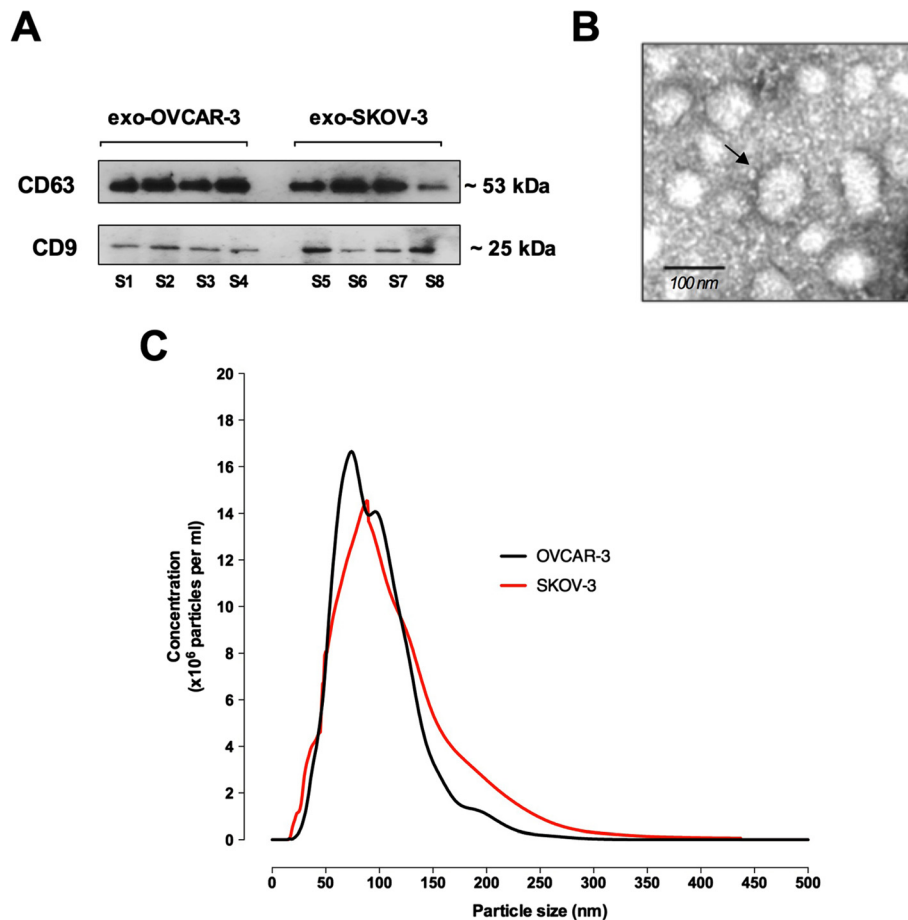 A
B
exo-OVCAR-3 exo-SKOV-3
CD63 ~ 53 kDa
CD9 ~ 25 kDa
S1 S2 S3 S4 S5 S6 S7 S8
100 nm
C
Concentration
(x10⁶ particles per ml)
20
18
16
14
12
10
8
6
4
2
0
OVCAR-3
SKOV-3
0 50 100 150 200 250 300 350 400 450 500
Particle size (nm)